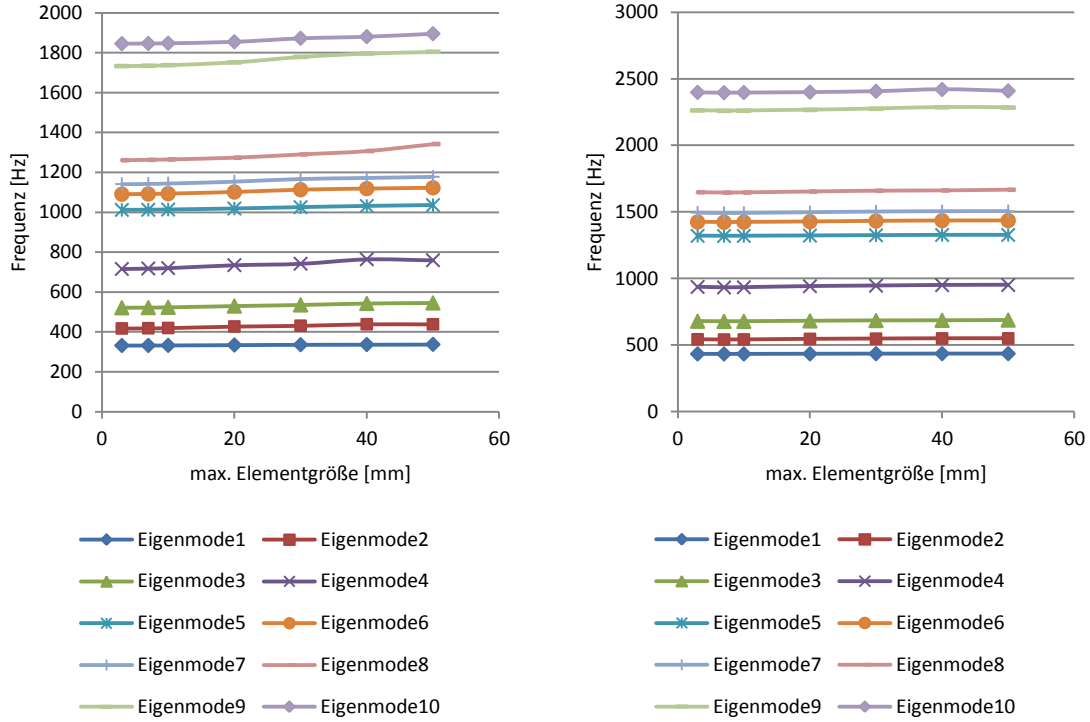 2000
1800
1600
1400
1200
1000
800
600
400
200
0
Frequenz [Hz]
0 20 40 60
max. Elementgröße [mm]
Eigenmode1 Eigenmode2
Eigenmode3 Eigenmode4
Eigenmode5 Eigenmode6
Eigenmode7 Eigenmode8
Eigenmode9 Eigenmode10
3000
2500
2000
1500
1000
500
0
Frequenz [Hz]
0 20 40 60
max. Elementgröße [mm]
Eigenmode1 Eigenmode2
Eigenmode3 Eigenmode4
Eigenmode5 Eigenmode6
Eigenmode7 Eigenmode8
Eigenmode9 Eigenmode10